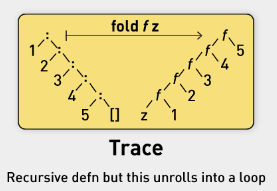 fold f z
: f
1 : f 5
2 : f 4
3 : f 3
4 : f 2
5 [] z 1
Trace
Recursive defn but this unrolls into a loop